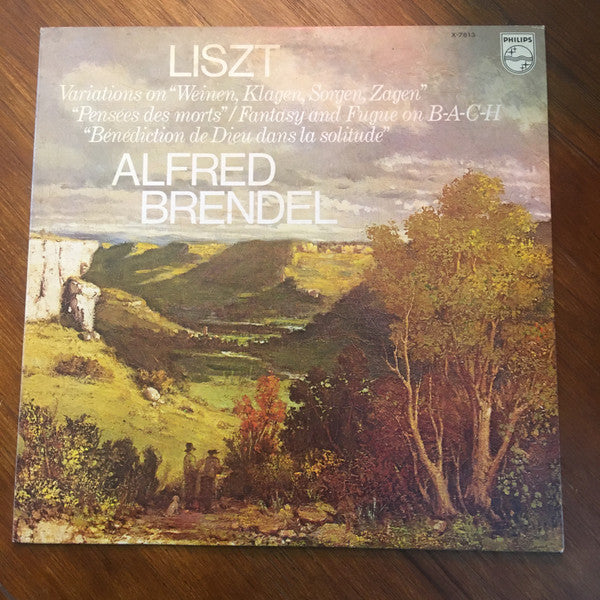 X-7613
PHILIPS
LISZT
Variations on "Weinen, Klagen, Sorgen, Zagen"
"Pensées des morts" / Fantasy and Fugue on B-A-C-H
"Bénédiction de Dieu dans la solitude"
ALFRED
BRENDEL